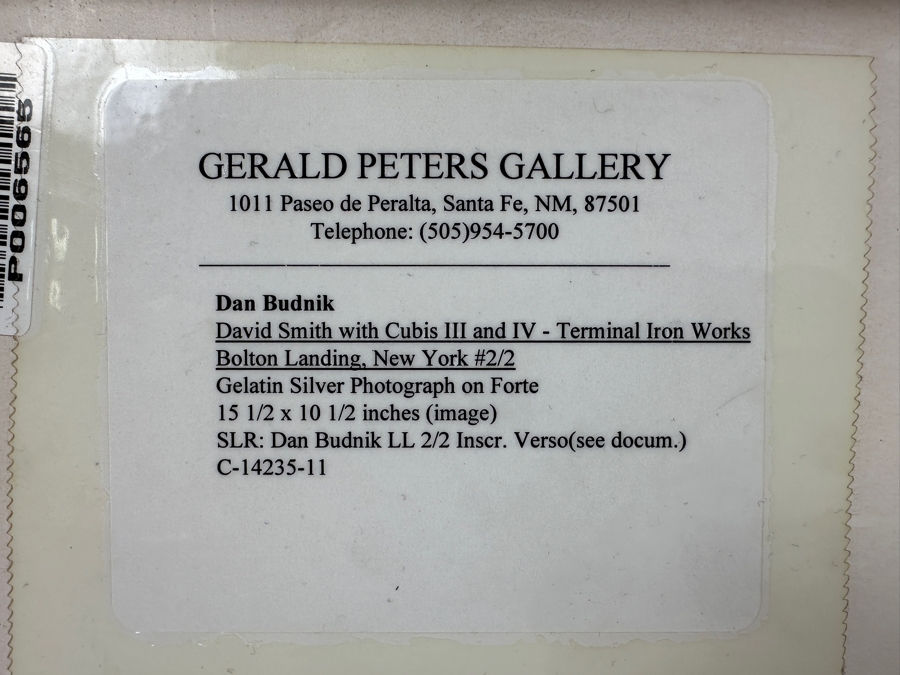 GERALD PETERS GALLERY
1011 Paseo de Peralta, Santa Fe, NM, 87501
Telephone: (505)954-5700
Dan Budnik
David Smith with Cubis III and IV - Terminal Iron Works
Bolton Landing, New York #2/2
Gelatin Silver Photograph on Forte
15 1/2 x 10 1/2 inches (image)
SLR: Dan Budnik LL 2/2 Inscr. Verso(see docum.)
C-14235-11
P006565